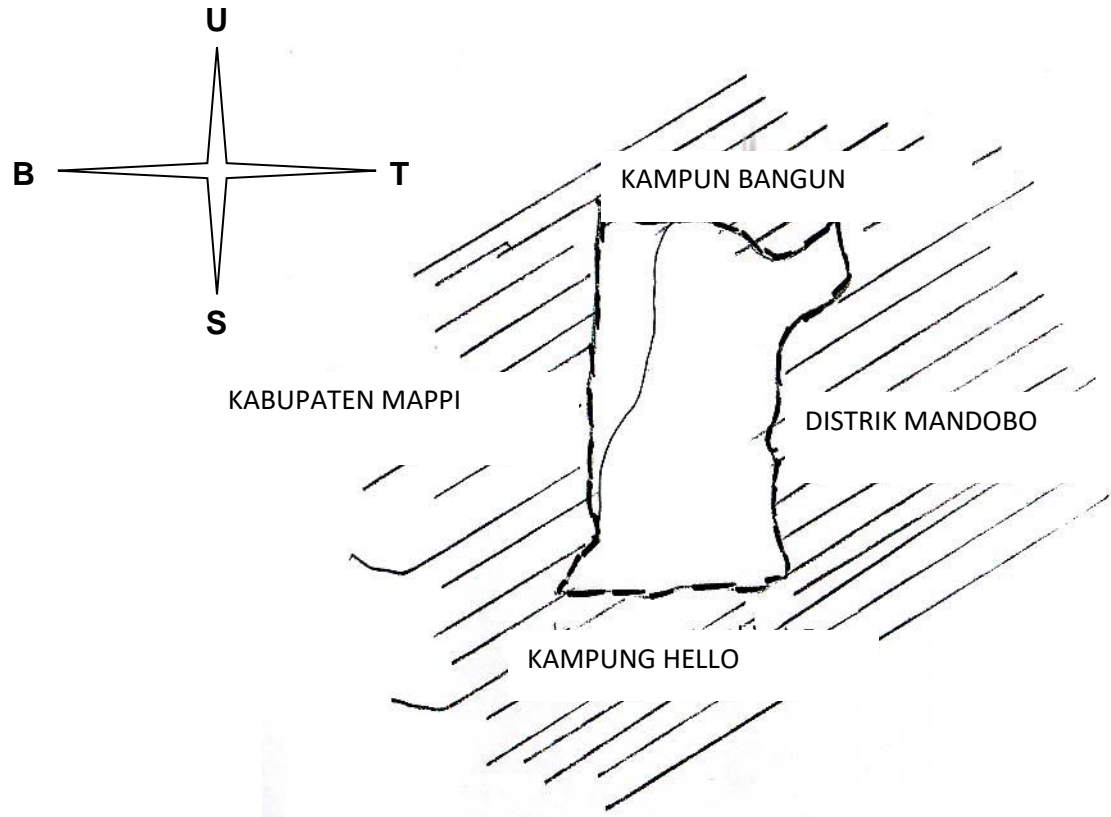 U
KAMPUN BANGUN
B
T
S
KABUPATEN MAPPI
DISTRIK MANDOBO
KAMPUNG HELLO